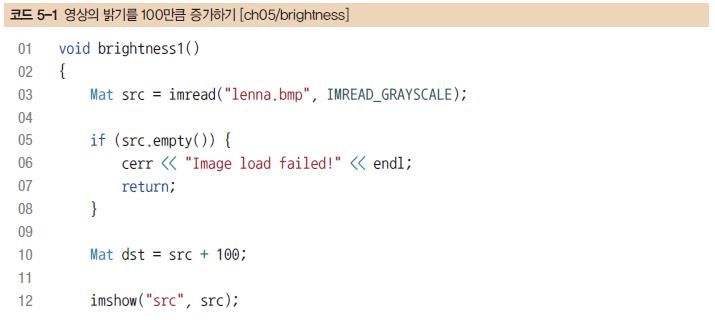 코드 5-1 영상의 밝기를 100만큼 증가하기 [ch05/brightness]
01 void brightness1()
02 {
03     Mat src = imread("lenna.bmp", IMREAD_GRAYSCALE);
04
05     if (src.empty()) {
06         cerr << "Image load failed!" << endl;
07         return;
08     }
09
10     Mat dst = src + 100;
11
12     imshow("src", src);